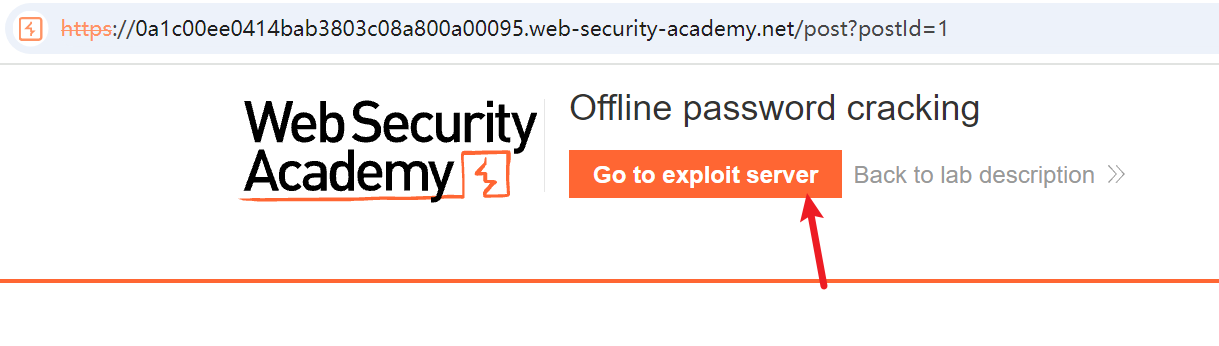 https://0a1c00ee0414bab3803c08a800a00095.web-security-academy.net/post?postId=1
Web Security
Academy
Offline password cracking
Go to exploit server
Back to lab description